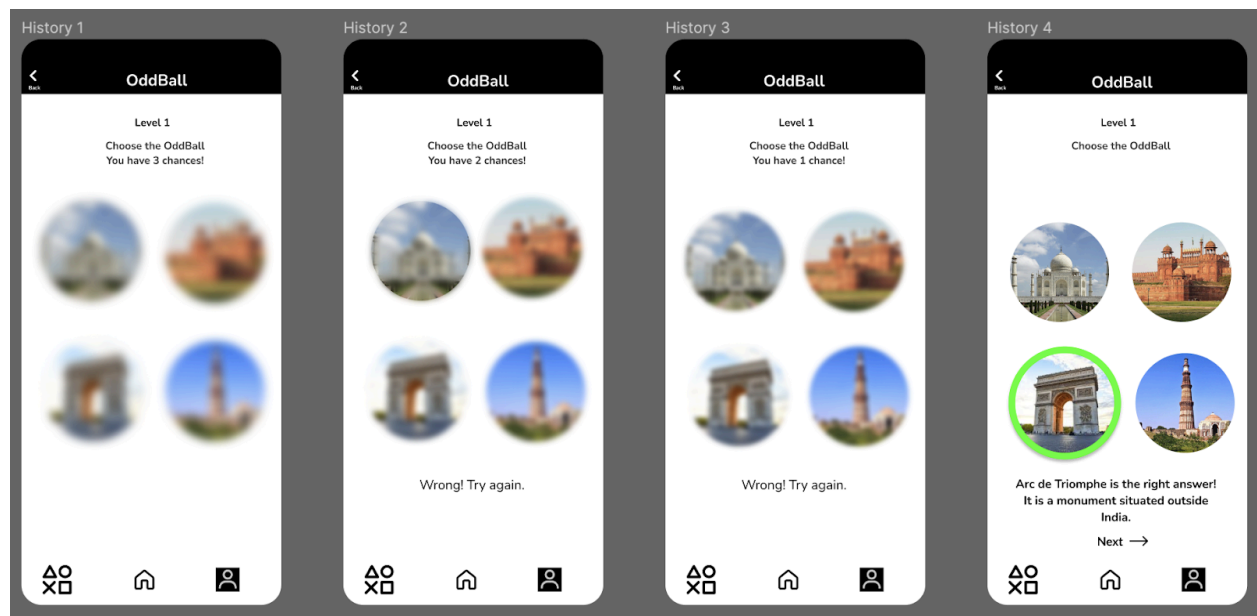 History 1
Back
OddBall
Level 1
Choose the OddBall
You have 3 chances!
History 2
Back
OddBall
Level 1
Choose the OddBall
You have 2 chances!
Wrong! Try again.
History 3
Back
OddBall
Level 1
Choose the OddBall
You have 1 chance!
Wrong! Try again.
History 4
Back
OddBall
Level 1
Choose the OddBall
Arc de Triomphe is the right answer!
It is a monument situated outside
India.
Next